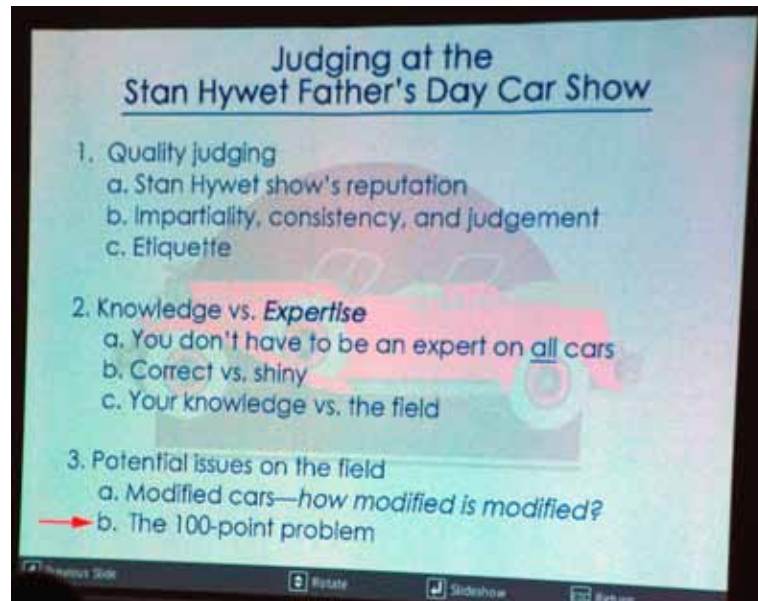 Judging at the
Stan Hywet Father's Day Car Show
1. Quality judging
a. Stan Hywet show's reputation
b. Impartiality, consistency, and judgement
c. Etiquette
2. Knowledge vs. Expertise
a. You don't have to be an expert on all cars
b. Correct vs. shiny
c. Your knowledge vs. the field
3. Potential issues on the field
a. Modified cars—how modified is modified?
b. The 100-point problem
Previous Slide Rotate Slideshow Return